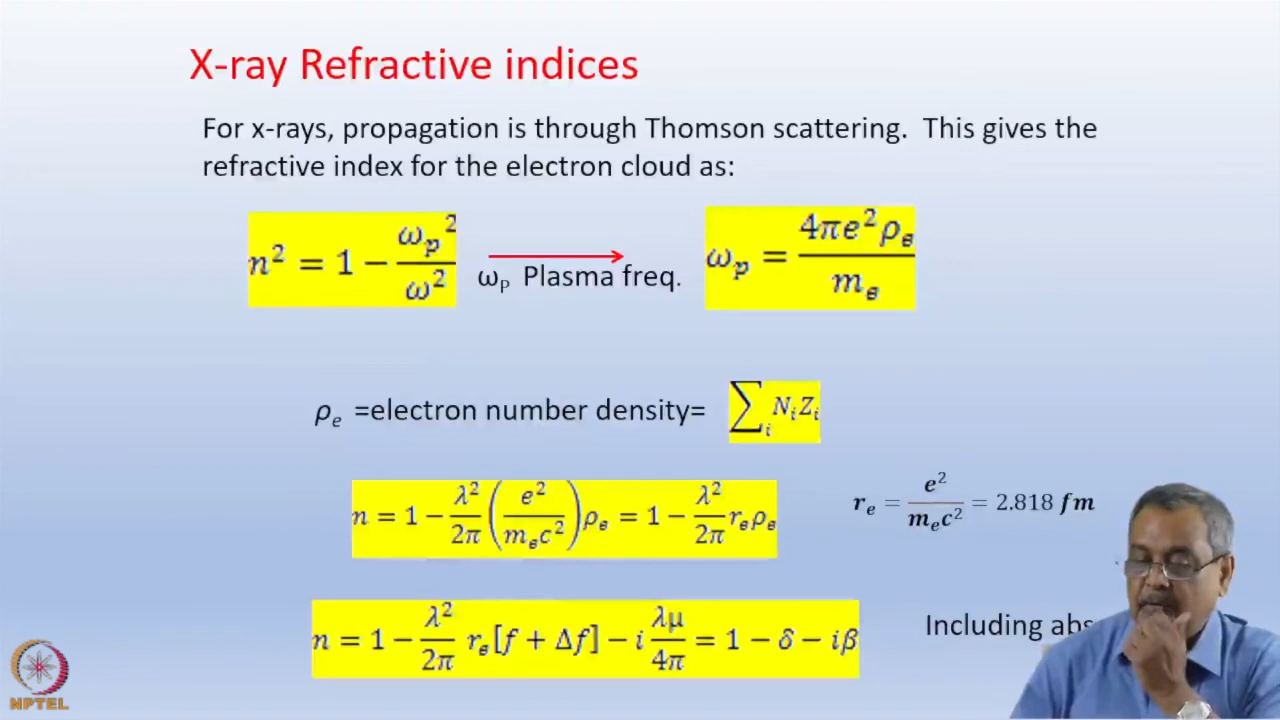 X-ray Refractive indices
For x-rays, propagation is through Thomson scattering. This gives the
refractive index for the electron cloud as:
n² = 1 − ωₚ²/ω²
ωP Plasma freq.
ωₚ = 4πe²ρₑ/mₑ
ρₑ =electron number density= ∑ᵢ NᵢZᵢ
n = 1 − λ²/2π (e²/mₑc²) ρₑ = 1 − λ²/2π rₑρₑ
rₑ = e²/mₑc² = 2.818 fm
n = 1 − λ²/2π rₑ[f + Δf] − i λμ/4π = 1 − δ − iβ
Including abs
NPTEL